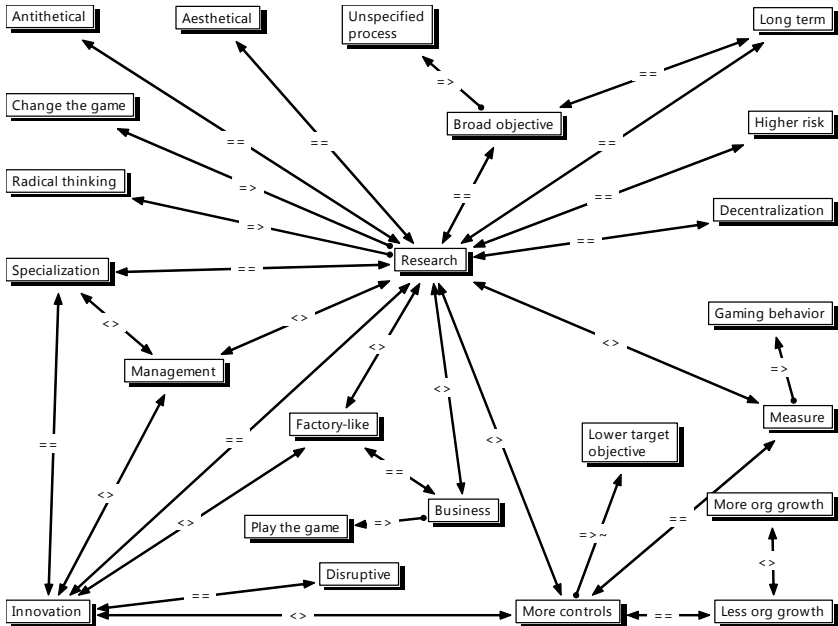 Antithetical
Aesthetical
Unspecified
process
Long term
=>
==
Change the game
Broad objective
Higher risk
==
==
==
Radical thinking
=>
==
==
Decentralization
=>
==
Research
Specialization
==
<>
<>
Gaming behavior
<>
<>
Management
=>
<>
Factory-like
Measure
==
==
<>
Lower target
objective
==
<>
Business
More org growth
<>
Play the game
=>
==
=>~
<>
Disruptive
==
Innovation
<>
More controls
==
Less org growth